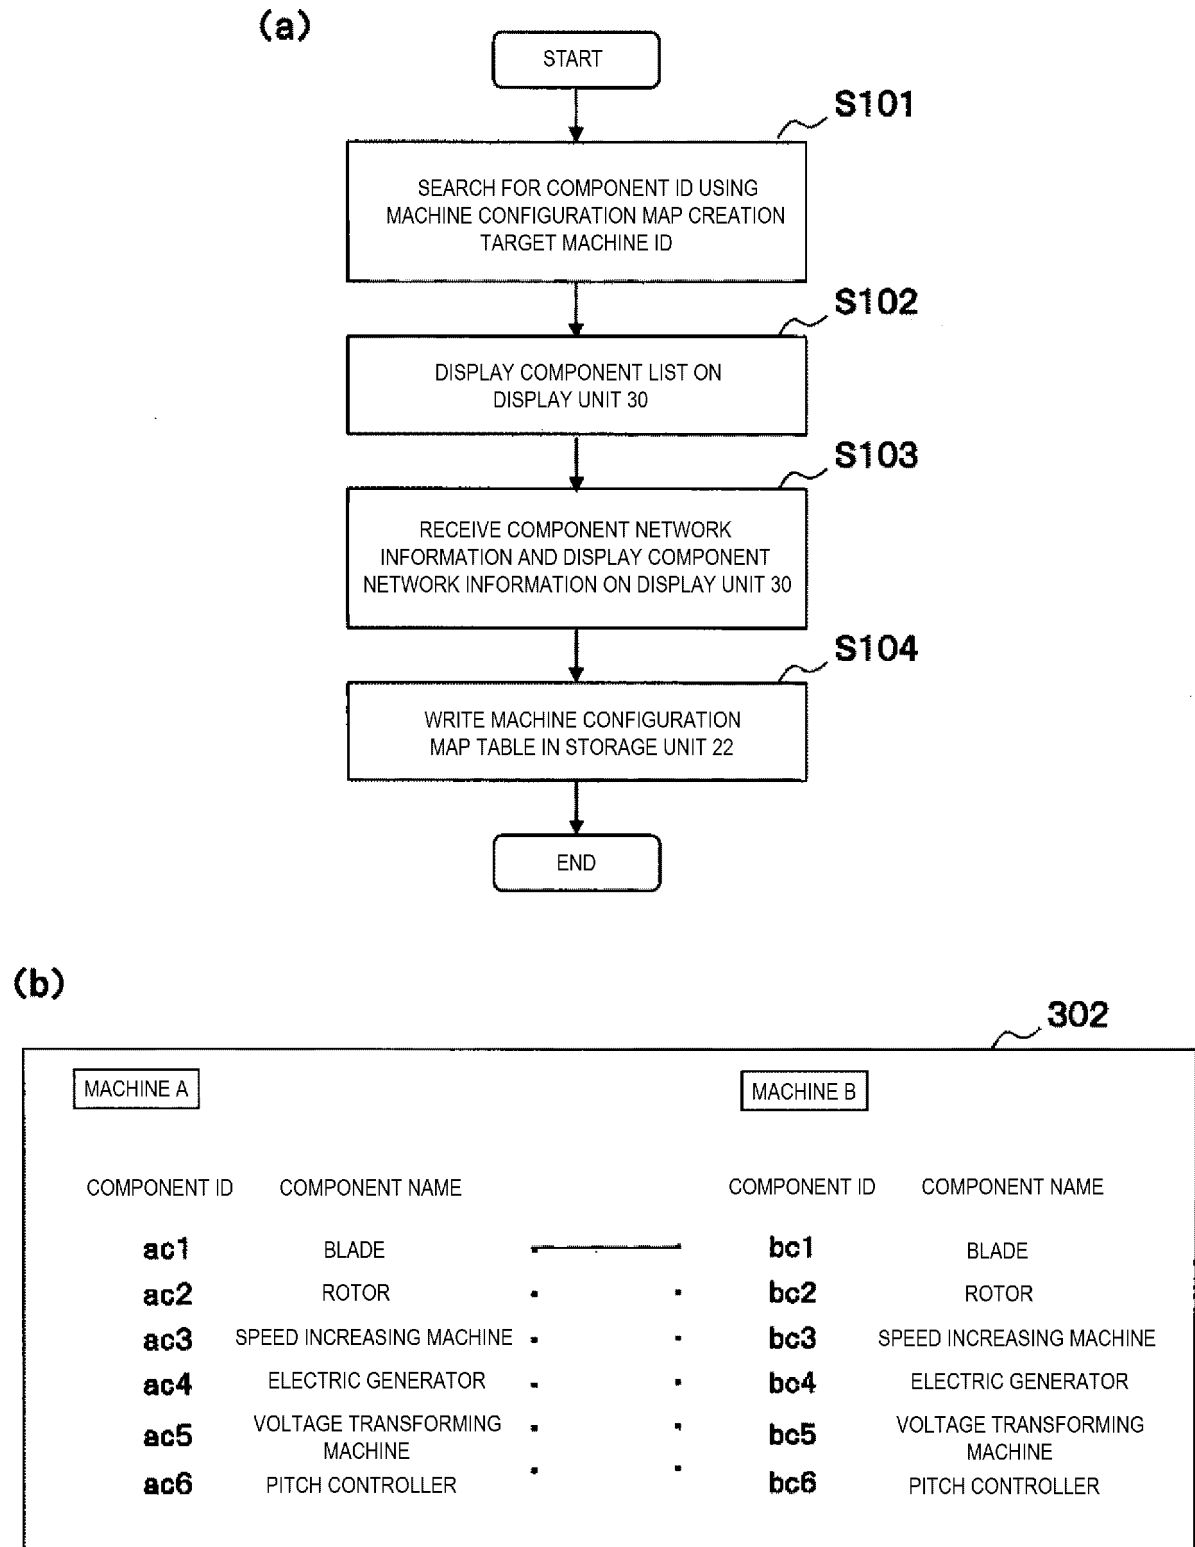 (a)
START
S101
SEARCH FOR COMPONENT ID USING
MACHINE CONFIGURATION MAP CREATION
TARGET MACHINE ID
S102
DISPLAY COMPONENT LIST ON
DISPLAY UNIT 30
S103
RECEIVE COMPONENT NETWORK
INFORMATION AND DISPLAY COMPONENT
NETWORK INFORMATION ON DISPLAY UNIT 30
S104
WRITE MACHINE CONFIGURATION
MAP TABLE IN STORAGE UNIT 22
END
(b)
302
MACHINE A MACHINE B
COMPONENT ID COMPONENT NAME COMPONENT ID COMPONENT NAME
ac1 BLADE bc1 BLADE
ac2 ROTOR bc2 ROTOR
ac3 SPEED INCREASING MACHINE bc3 SPEED INCREASING MACHINE
ac4 ELECTRIC GENERATOR bc4 ELECTRIC GENERATOR
ac5 VOLTAGE TRANSFORMING MACHINE bc5 VOLTAGE TRANSFORMING MACHINE
ac6 PITCH CONTROLLER bc6 PITCH CONTROLLER